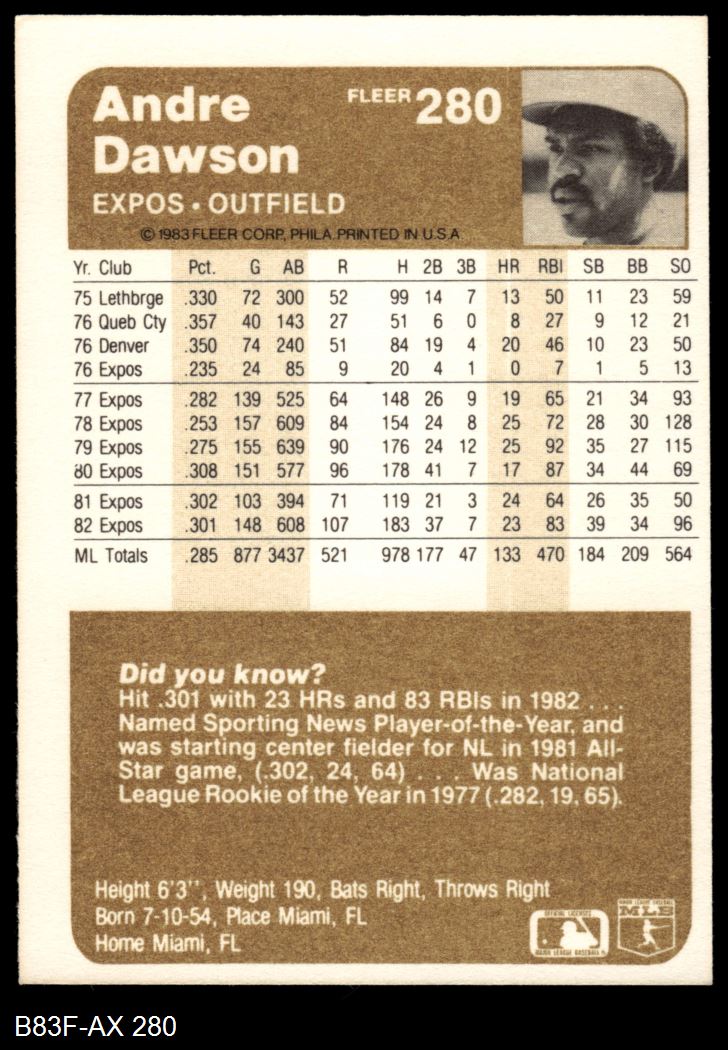 Andre
Dawson
FLEER 280
EXPOS • OUTFIELD
© 1983 FLEER CORP., PHILA. PRINTED IN U.S.A.
Yr. Club Pct. G AB R H 2B 3B HR RBI SB BB SO
75 Lethbrge .330 72 300 52 99 14 7 13 50 11 23 59
76 Queb Cty .357 40 143 27 51 6 0 8 27 9 12 21
76 Denver .350 74 240 51 84 19 4 20 46 10 23 50
76 Expos .235 24 85 9 20 4 1 0 7 1 5 13
77 Expos .282 139 525 64 148 26 9 19 65 21 34 93
78 Expos .253 157 609 84 154 24 8 25 72 28 30 128
79 Expos .275 155 639 90 176 24 12 25 92 35 27 115
80 Expos .308 151 577 96 178 41 7 17 87 34 44 69
81 Expos .302 103 394 71 119 21 3 24 64 26 35 50
82 Expos .301 148 608 107 183 37 7 23 83 39 34 96
ML Totals .285 877 3437 521 978 177 47 133 470 184 209 564
Did you know?
Hit .301 with 23 HRs and 83 RBIs in 1982 . . .
Named Sporting News Player-of-the-Year, and
was starting center fielder for NL in 1981 All-
Star game, (.302, 24, 64) . . . Was National
League Rookie of the Year in 1977 (.282, 19, 65).
Height 6'3'', Weight 190, Bats Right, Throws Right
Born 7-10-54, Place Miami, FL
Home Miami, FL
OFFICIAL LICENSEE
MAJOR LEAGUE BASEBALL
MAJOR LEAGUE BASEBALL
MLB
B83F-AX 280